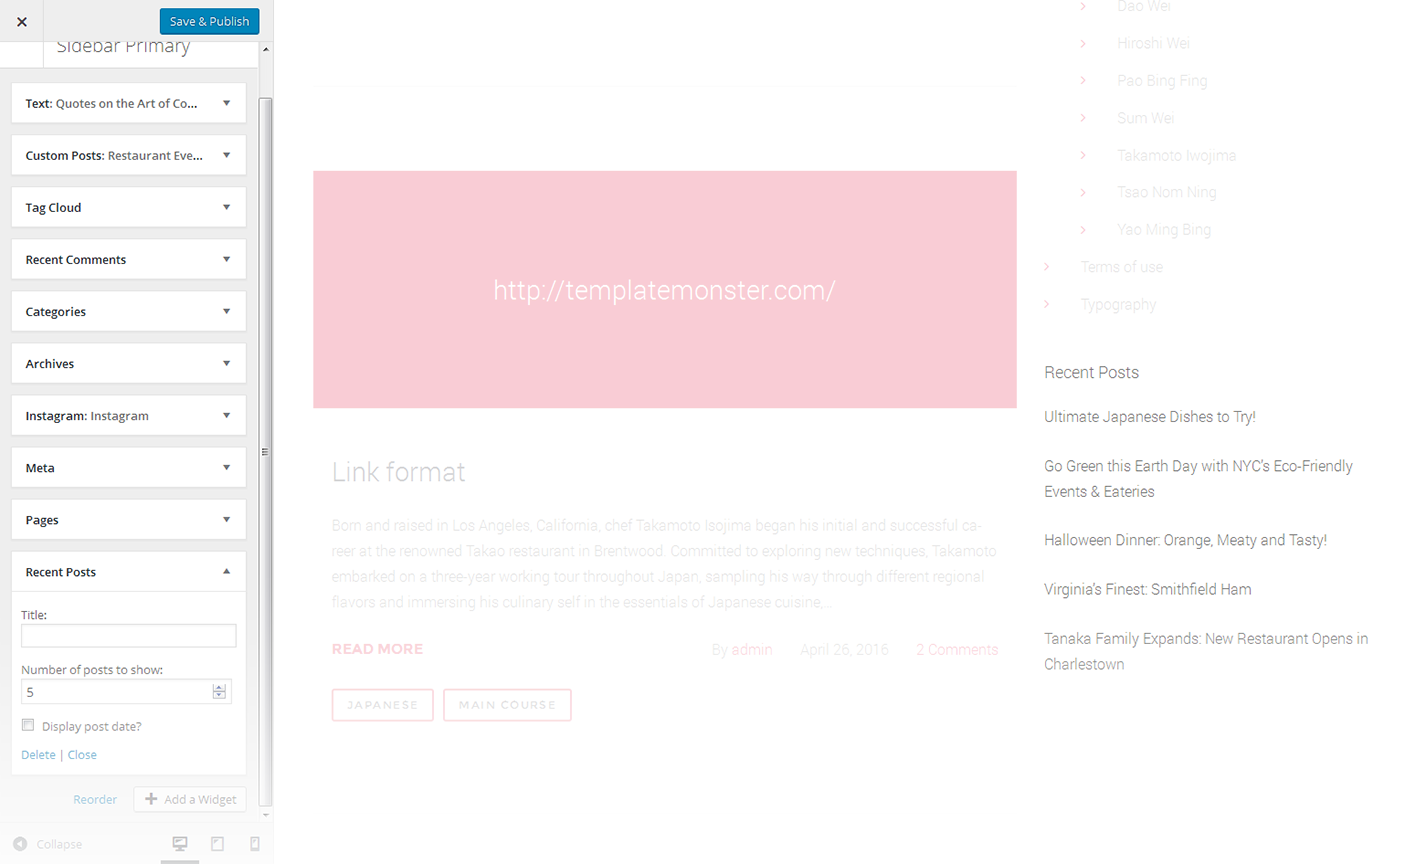 Save & Publish
Sidebar Primary
Text: Quotes on the Art of Co...
Custom Posts: Restaurant Eve...
Tag Cloud
Recent Comments
Categories
Archives
Instagram: Instagram
Meta
Pages
Recent Posts
Title:
Number of posts to show:
5
Display post date?
Delete | Close
Reorder
Add a Widget
Collapse
http://templatemonster.com/
Link format
Born and raised in Los Angeles, California, chef Takamoto Isojima began his initial and successful ca-
reer at the renowned Takao restaurant in Brentwood. Committed to exploring new techniques, Takamoto
embarked on a three-year working tour throughout Japan, sampling his way through different regional
flavors and immersing his culinary self in the essentials of Japanese cuisine,...
READ MORE
By admin April 26, 2016 2 Comments
JAPANESE MAIN COURSE
Dao Wei
Hiroshi Wei
Pao Bing Fing
Sum Wei
Takamoto Iwojima
Tsao Nom Ning
Yao Ming Bing
Terms of use
Typography
Recent Posts
Ultimate Japanese Dishes to Try!
Go Green this Earth Day with NYC's Eco-Friendly
Events & Eateries
Halloween Dinner: Orange, Meaty and Tasty!
Virginia's Finest: Smithfield Ham
Tanaka Family Expands: New Restaurant Opens in
Charlestown